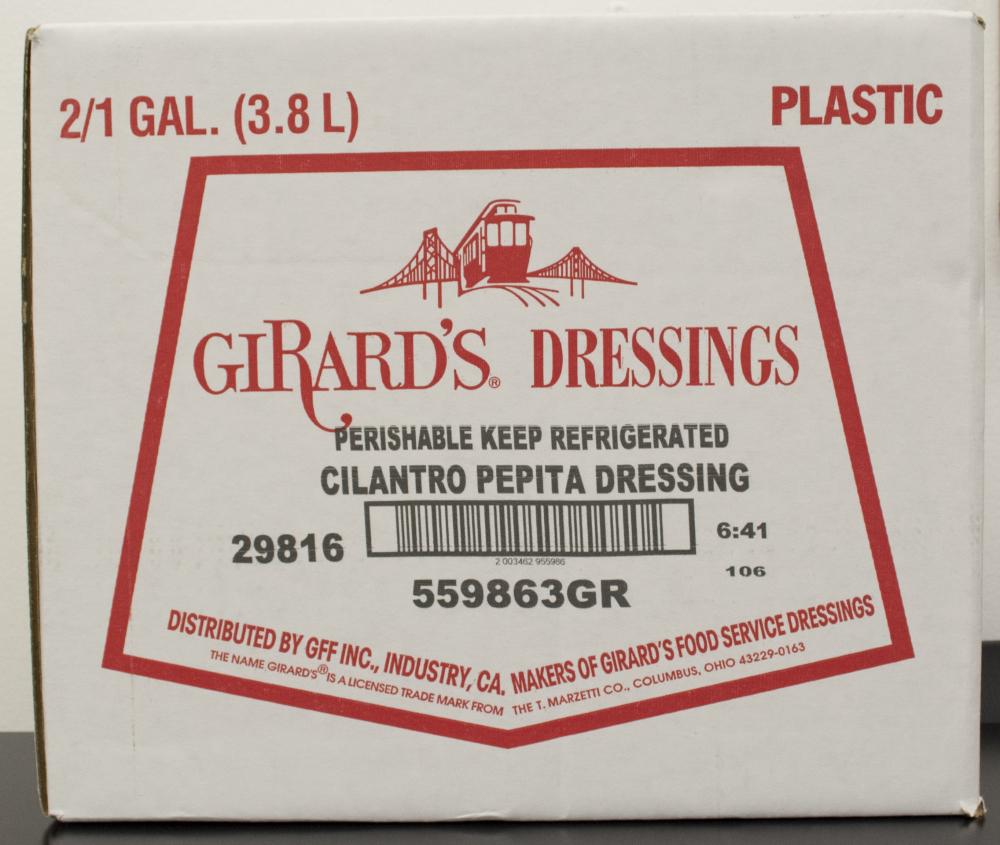 2/1 GAL. (3.8 L)
PLASTIC
GIRARD'S® DRESSINGS
PERISHABLE KEEP REFRIGERATED
CILANTRO PEPITA DRESSING
29816
6:41
2 003462 955986
106
559863GR
DISTRIBUTED BY GFF INC., INDUSTRY, CA. MAKERS OF GIRARD'S FOOD SERVICE DRESSINGS
THE NAME GIRARD'S® IS A LICENSED TRADE MARK FROM THE T. MARZETTI CO., COLUMBUS, OHIO 43229-0163